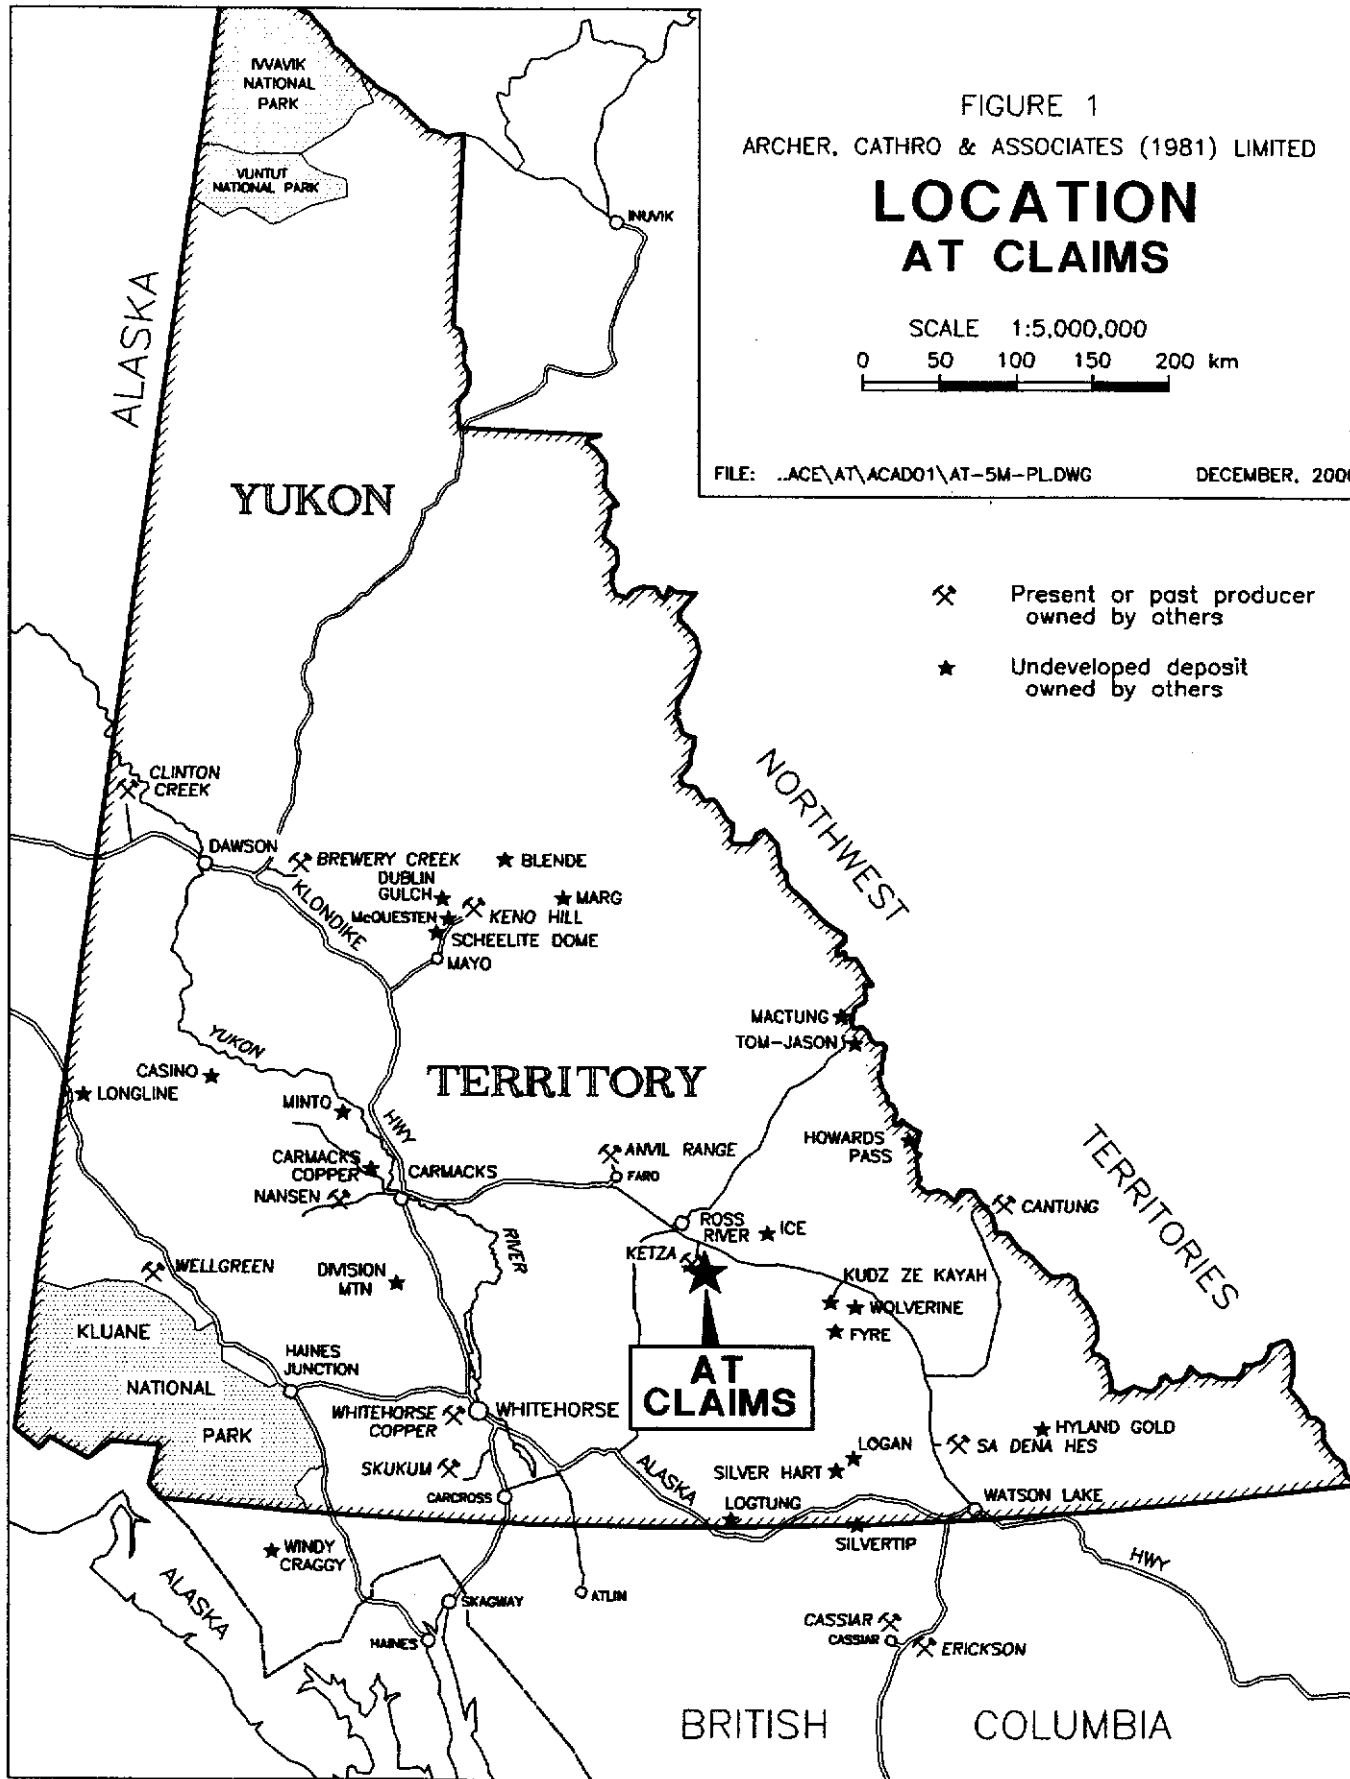 IVVAVIK
NATIONAL
PARK
VUNTUT
NATIONAL PARK
INUVIK
FIGURE 1
ARCHER, CATHRO & ASSOCIATES (1981) LIMITED
LOCATION
AT CLAIMS
SCALE 1:5,000,000
0 50 100 150 200 km
FILE: ..ACE\AT\ACAD01\AT-5M-PL.DWG DECEMBER, 2000
ALASKA
YUKON
Present or past producer
owned by others
Undeveloped deposit
owned by others
NORTHWEST
CLINTON
CREEK
DAWSON
BREWERY CREEK
BLENDE
DUBLIN
GULCH
MARG
KLONDIKE
McQUESTEN
KENO HILL
SCHEELITE DOME
MAYO
MACTUNG
TOM-JASON
YUKON
CASINO
LONGLINE
TERRITORY
MINTO
HWY
HOWARDS
PASS
TERRITORIES
ANVIL RANGE
FARO
CARMACKS
COPPER
CARMACKS
NANSEN
CANTUNG
RIVER
ROSS
RIVER
ICE
KETZA
WELLGREEN
DIVISION
MTN
KUDZ ZE KAYAH
WOLVERINE
FYRE
KLUANE
NATIONAL
PARK
HAINES
JUNCTION
AT
CLAIMS
WHITEHORSE
COPPER
WHITEHORSE
HYLAND GOLD
SA DENA HES
LOGAN
SILVER HART
SKUKUM
ALASKA
CARCROSS
LOGTUNG
WATSON LAKE
SILVERTIP
WINDY
CRAGGY
HWY
ALASKA
ATLIN
SKAGWAY
HAINES
CASSIAR
CASSIAR
ERICKSON
BRITISH COLUMBIA